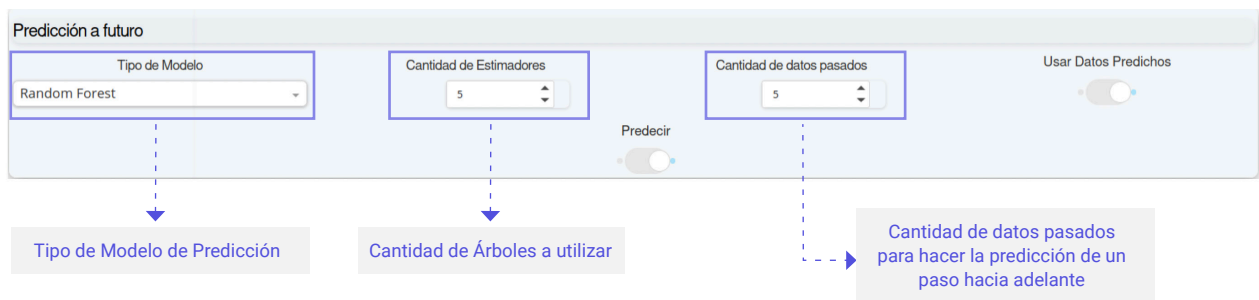 Predicción a futuro
Tipo de Modelo
Cantidad de Estimadores
Cantidad de datos pasados
Usar Datos Predichos
Random Forest
5
5
Predecir
Tipo de Modelo de Predicción
Cantidad de Árboles a utilizar
Cantidad de datos pasados
para hacer la predicción de un
paso hacia adelante